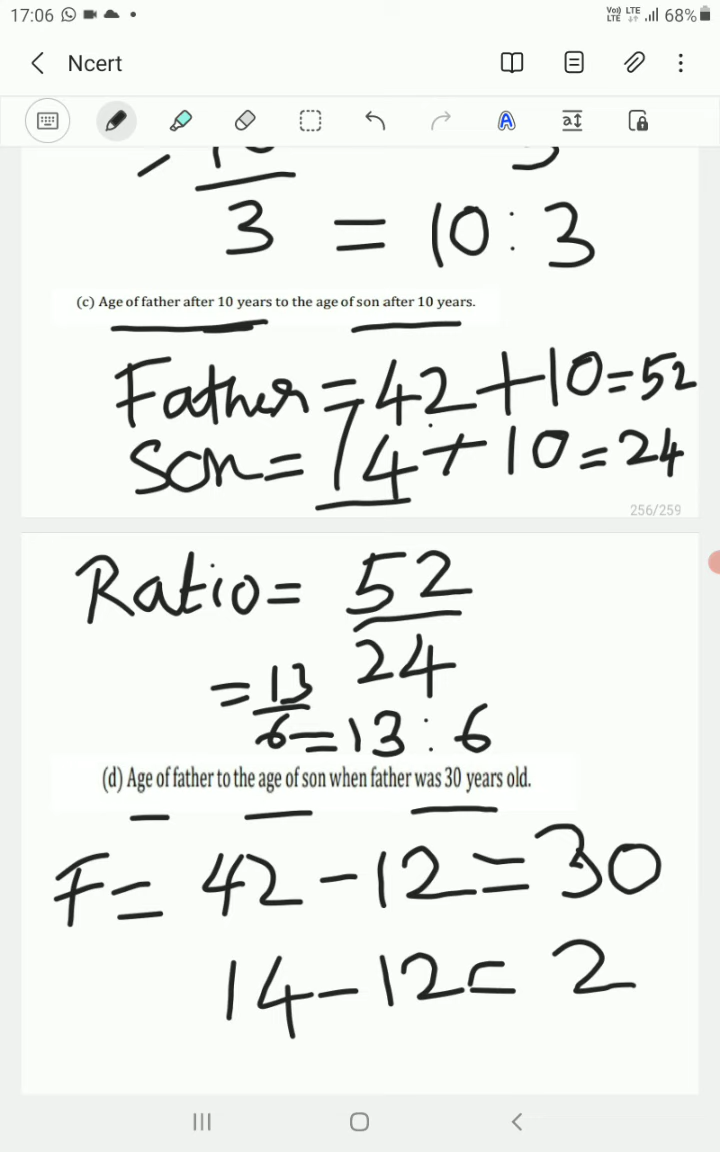 17:06 VoD LTE LTE 68%
Ncert
3 = 10 : 3
(c) Age of father after 10 years to the age of son after 10 years.
Father = 42 + 10 = 52
Son = 14 + 10 = 24
256/259
Ratio = 52
24
= 13
6 = 13 : 6
(d) Age of father to the age of son when father was 30 years old.
F = 42 - 12 = 30
14 - 12 = 2